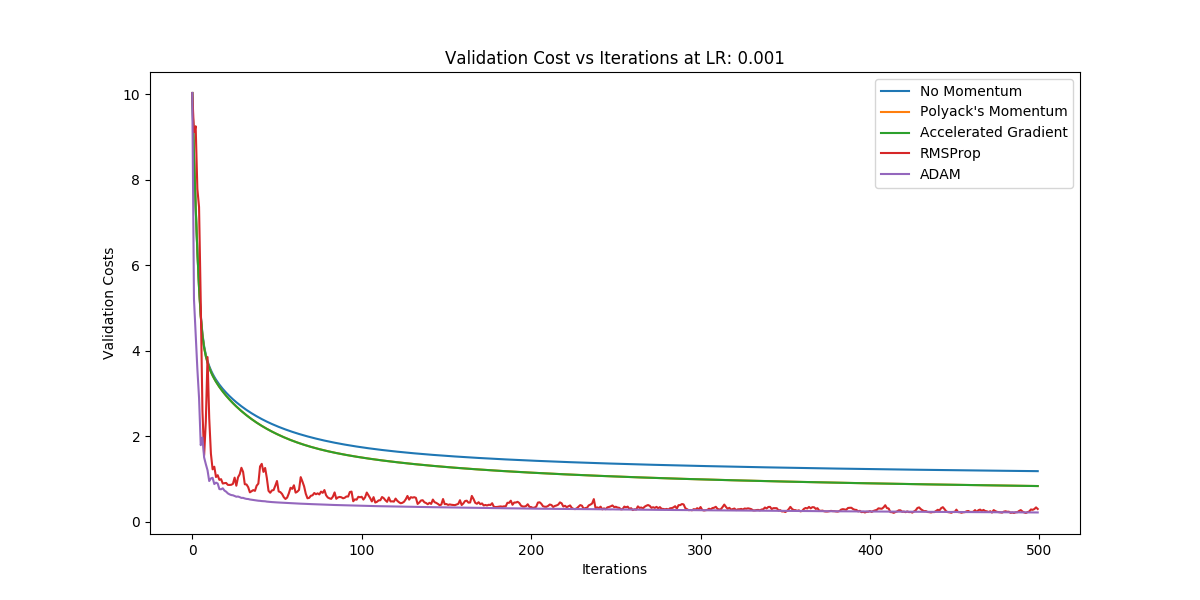 Validation Cost vs Iterations at LR: 0.001
No Momentum
Polyack's Momentum
Accelerated Gradient
RMSProp
ADAM
Validation Costs
10
8
6
4
2
0
0
100
200
300
400
500
Iterations